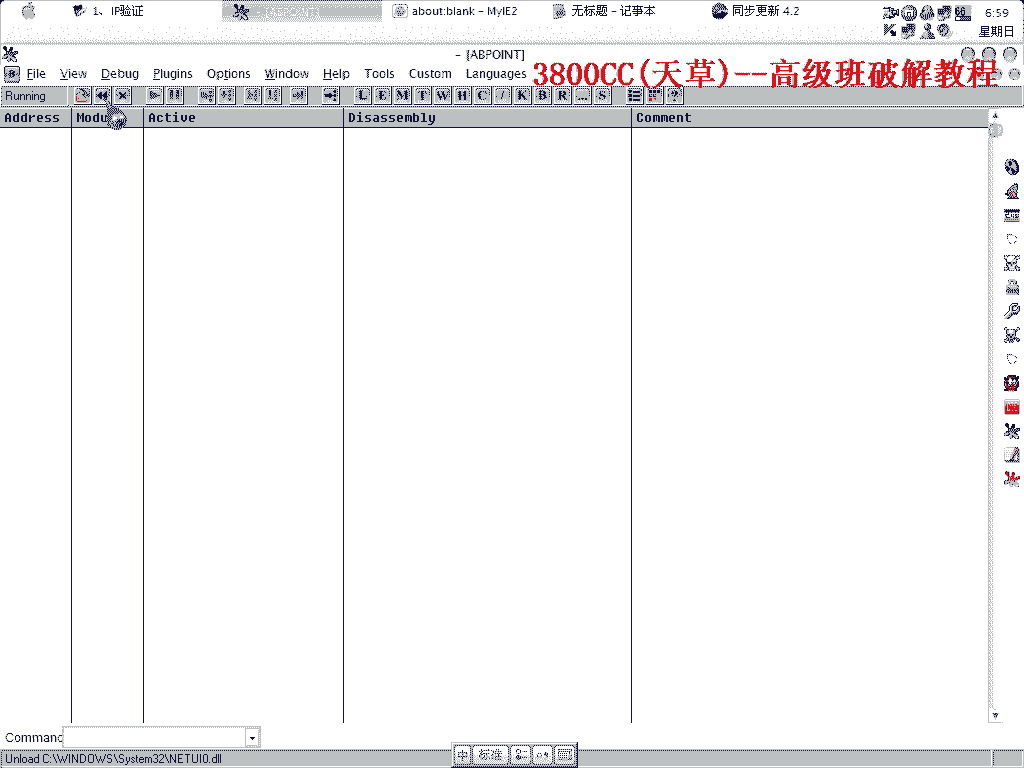 1、IP验证
about:blank - MyIE2
无标题 - 记事本
同步更新 4.2
66
6:59
星期日
- [ABPOINT]
File View Debug Plugins Options Window Help Tools Custom Languages
3800CC(天草)--高级班破解教程
Running
L E M T W H C / K B R ... S
?
Address
Modu
Active
Disassembly
Comment
Command
Unload C:\WINDOWS\System32\NETUI0.dll
中 标准